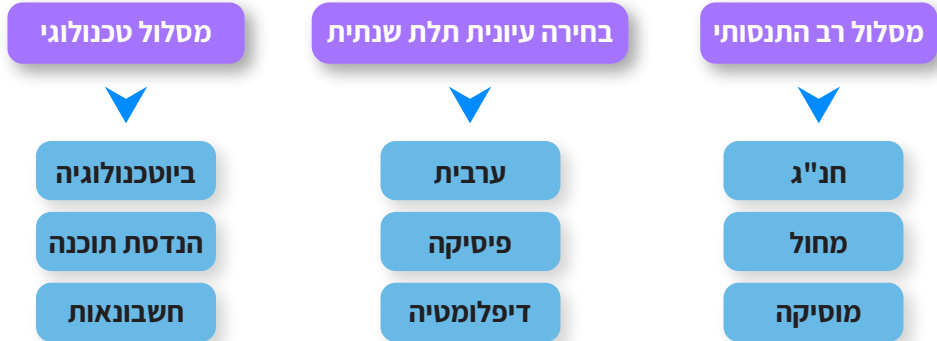 מסלול רב התנסותי
חנ"ג
מחול
מוסיקה
בחירה עיונית תלת שנתית
ערבית
פיסיקה
דיפלומטיה
מסלול טכנולוגי
ביוטכנולוגיה
הנדסת תוכנה
חשבונאות